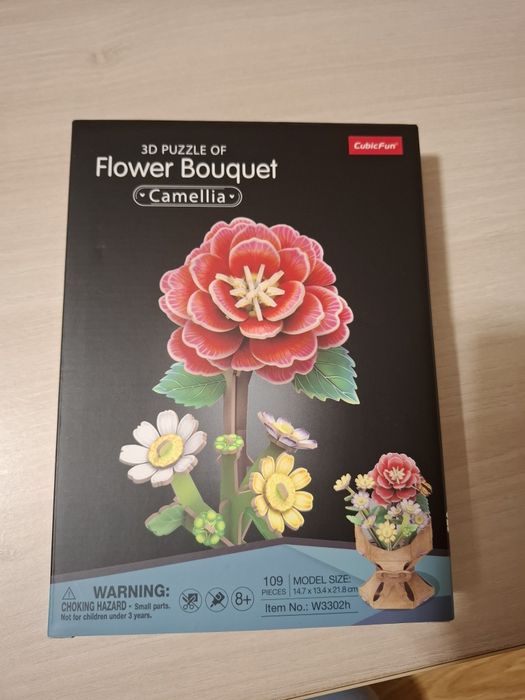 3D PUZZLE OF
CubicFun®
Flower Bouquet
Camellia
WARNING:
CHOKING HAZARD • Small parts.
Not for children under 3 years.
8+
109
PIECES
MODEL SIZE:
14.7 x 13.4 x 21.8 cm
Item No.: W3302h